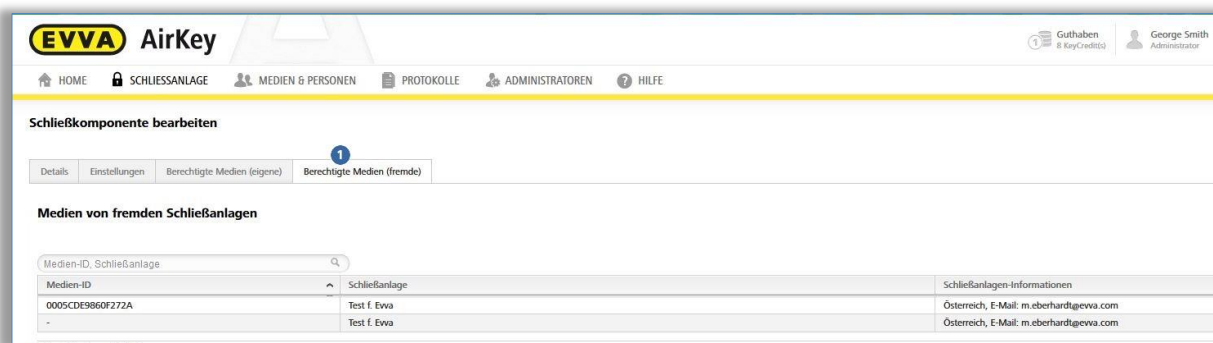 EVVA AirKey
Guthaben
8 KeyCredit(s)
George Smith
Administrator
HOME SCHLIESSANLAGE MEDIEN & PERSONEN PROTOKOLLE ADMINISTRATOREN ? HILFE
Schließkomponente bearbeiten
1
Details Einstellungen Berechtigte Medien (eigene) Berechtigte Medien (fremde)
Medien von fremden Schließanlagen
Medien-ID, Schließanlage
Medien-ID Schließanlage Schließanlagen-Informationen
0005CDE9860F272A Test f. Evva Österreich, E-Mail: m.eberhardt@evva.com
- Test f. Evva Österreich, E-Mail: m.eberhardt@evva.com